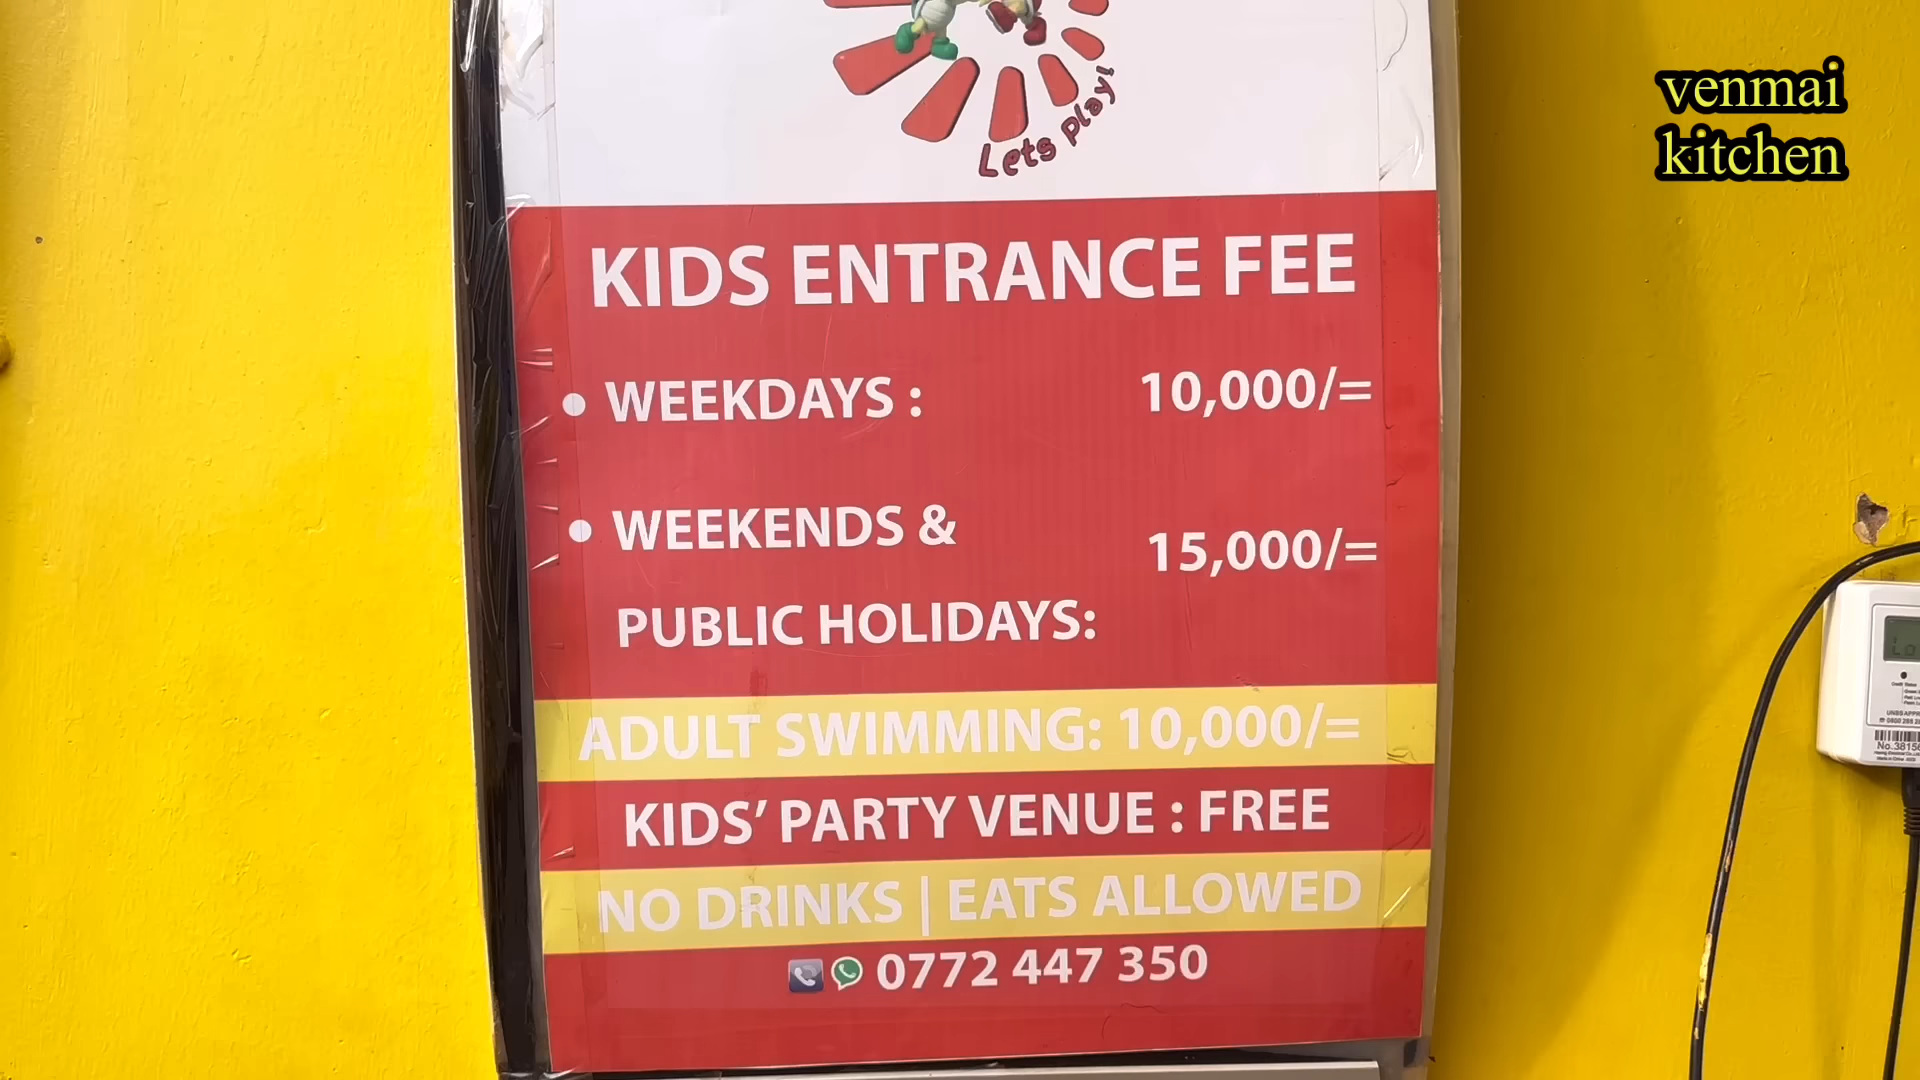 venmai
kitchen
Lets play!
KIDS ENTRANCE FEE
• WEEKDAYS : 10,000/=
• WEEKENDS & 15,000/=
PUBLIC HOLIDAYS:
ADULT SWIMMING: 10,000/=
KIDS' PARTY VENUE : FREE
NO DRINKS | EATS ALLOWED
0772 447 350